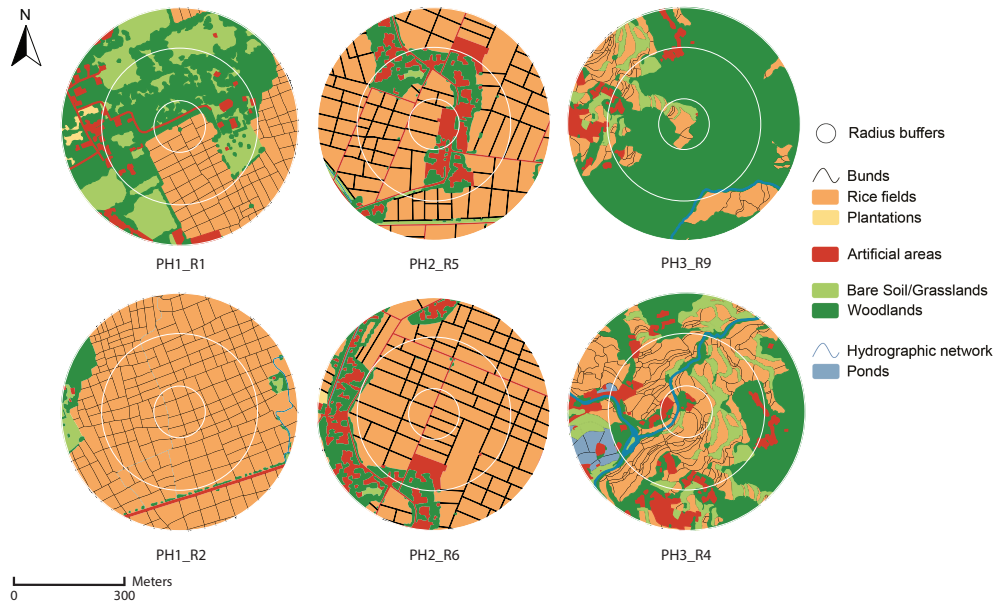 N
PH1_R1
PH2_R5
PH3_R9
Radius buffers
Bunds
Rice fields
Plantations
Artificial areas
Bare Soil/Grasslands
Woodlands
Hydrographic network
Ponds
PH1_R2
PH2_R6
PH3_R4
Meters
0 300